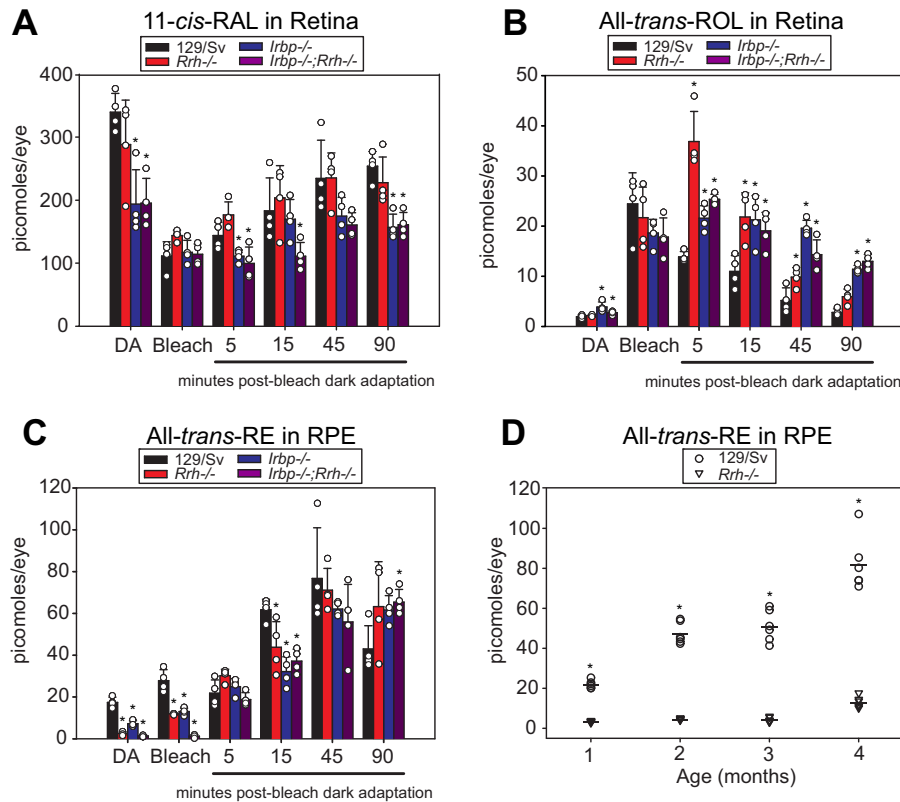 A
11-cis-RAL in Retina
129/Sv
Irbp-/-
Rrh-/-
Irbp-/-;Rrh-/-
picomoles/eye
400
300
200
100
0
*
*
*
*
*
*
*
DA
Bleach
5
15
45
90
minutes post-bleach dark adaptation
B
All-trans-ROL in Retina
129/Sv
Irbp-/-
Rrh-/-
Irbp-/-;Rrh-/-
picomoles/eye
50
40
30
20
10
0
*
*
*
*
*
*
*
*
*
*
*
*
*
DA
Bleach
5
15
45
90
minutes post-bleach dark adaptation
C
All-trans-RE in RPE
129/Sv
Irbp-/-
Rrh-/-
Irbp-/-;Rrh-/-
picomoles/eye
120
100
80
60
40
20
0
*
*
*
*
*
*
*
*
*
*
DA
Bleach
5
15
45
90
minutes post-bleach dark adaptation
D
All-trans-RE in RPE
129/Sv
Rrh-/-
picomoles/eye
120
100
80
60
40
20
0
*
*
*
*
1
2
3
4
Age (months)